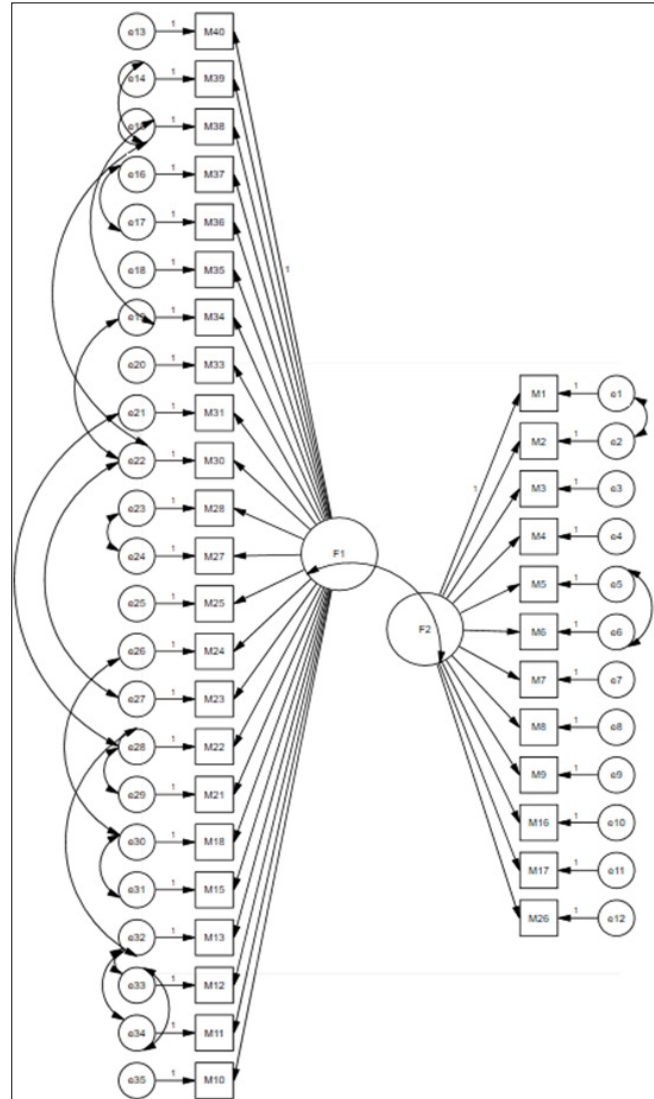 e13 1 M40
e14 1 M39
e15 1 M38
e16 1 M37
e17 1 M36
e18 1 M35
1
e19 1 M34
e20 1 M33
e21 1 M31
e22 1 M30
e23 1 M28
e24 1 M27
e25 1 M25
e26 1 M24
e27 1 M23
e28 1 M22
e29 1 M21
e30 1 M18
e31 1 M15
e32 1 M13
e33 1 M12
e34 1 M11
e35 1 M10
F1
F2
M1 1 e1
M2 1 e2
1
M3 1 e3
M4 1 e4
M5 1 e5
M6 1 e6
M7 1 e7
M8 1 e8
M9 1 e9
M16 1 e10
M17 1 e11
M26 1 e12